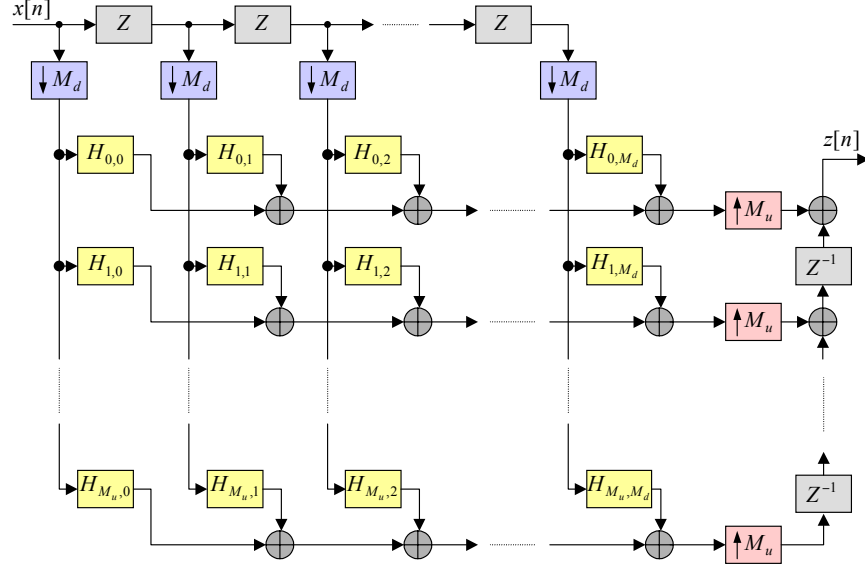 x[n] Z Z Z
↓ M_d ↓ M_d ↓ M_d ↓ M_d
z[n]
H_{0,0} H_{0,1} H_{0,2} H_{0,M_d}
↑ M_u
H_{1,0} H_{1,1} H_{1,2} H_{1,M_d} Z^{-1}
↑ M_u
H_{M_u,0} H_{M_u,1} H_{M_u,2} H_{M_u,M_d} Z^{-1}
↑ M_u